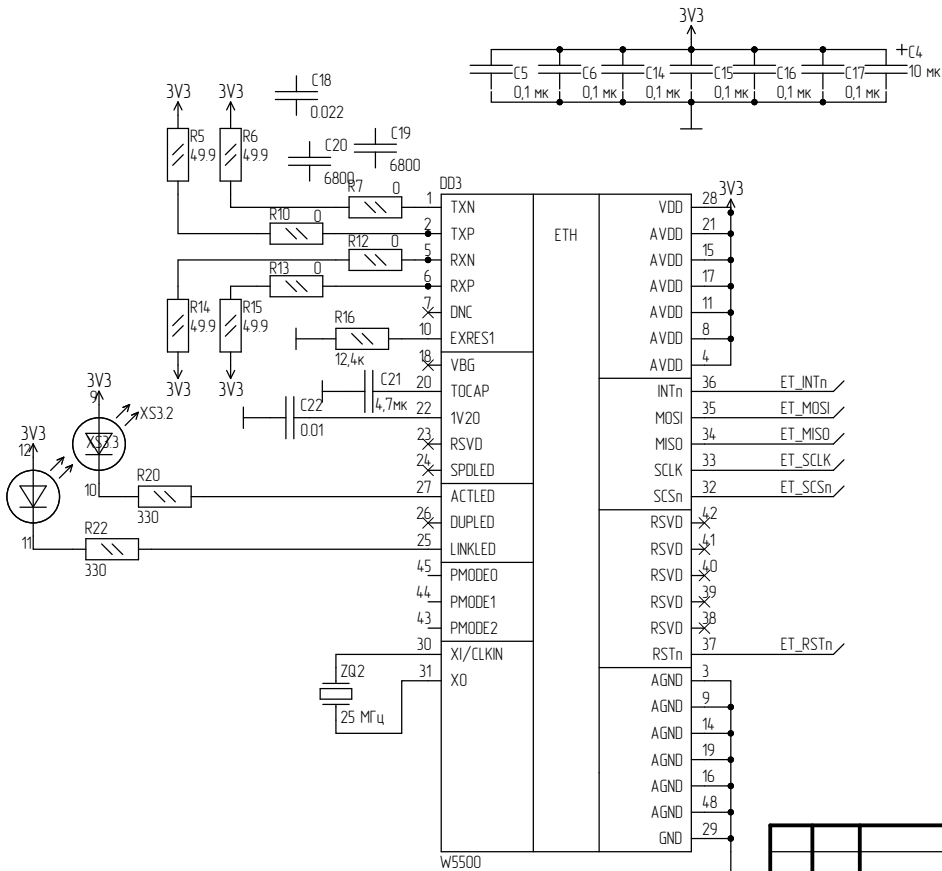 3V3
C5
C6
C14
C15
C16
C17
+C4
0,1 мк
0,1 мк
0,1 мк
0,1 мк
0,1 мк
0,1 мк
10 мк
C18
0.022
3V3
3V3
R5
49.9
R6
49.9
C20
6800
C19
6800
R7
0
R10
0
R12
0
R13
0
R14
49.9
R15
49.9
3V3
3V3
R16
12,4к
C21
4,7мк
C22
0.01
3V3
9
XS3.2
3V3
12
XS3.3
10
R20
330
11
R22
330
ZQ2
25 МГц
DD3
ETH
1 TXN
2 TXP
5 RXN
6 RXP
7 DNC
10 EXRES1
18 VBG
20 TOCAP
22 1V2O
23 RSVD
24 SPDLED
27 ACTLED
26 DUPLED
25 LINKLED
45 PMODE0
44 PMODE1
43 PMODE2
30 XI/CLKIN
31 XO
3V3
VDD 28
AVDD 21
AVDD 15
AVDD 17
AVDD 11
AVDD 8
AVDD 4
INTn 36 ET_INTn
MOSI 35 ET_MOSI
MISO 34 ET_MISO
SCLK 33 ET_SCLK
SCSn 32 ET_SCSn
RSVD 42
RSVD 41
RSVD 40
RSVD 39
RSVD 38
RSTn 37 ET_RSTn
AGND 3
AGND 9
AGND 14
AGND 19
AGND 16
AGND 48
GND 29
W5500